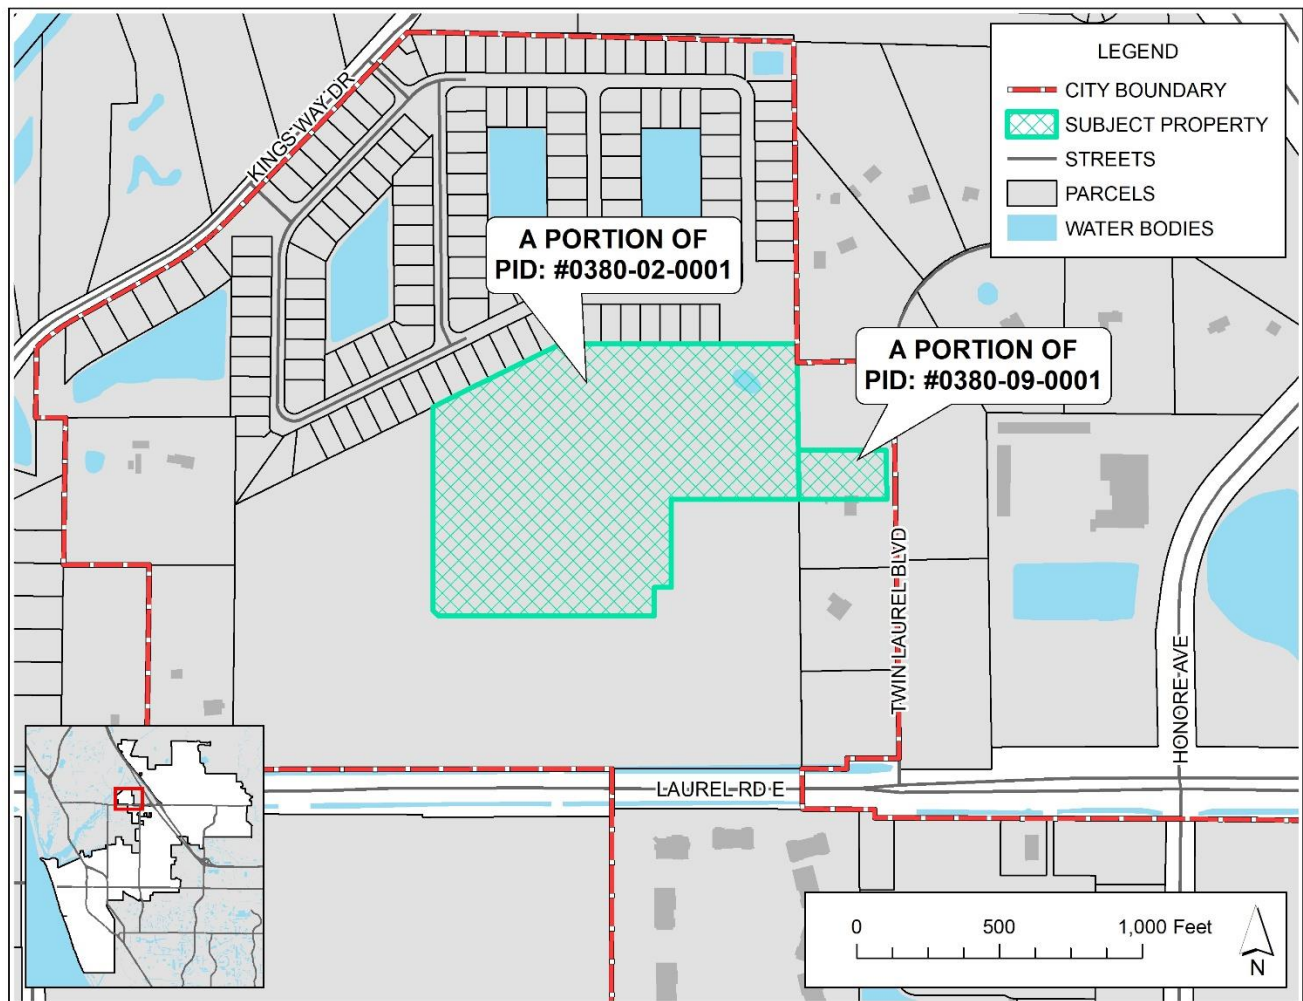 LEGEND
CITY BOUNDARY
SUBJECT PROPERTY
STREETS
PARCELS
WATER BODIES
KINGS WAY DR
A PORTION OF
PID: #0380-02-0001
A PORTION OF
PID: #0380-09-0001
TWIN LAUREL BLVD
HONORE AVE
LAUREL RD E
0 500 1,000 Feet
N